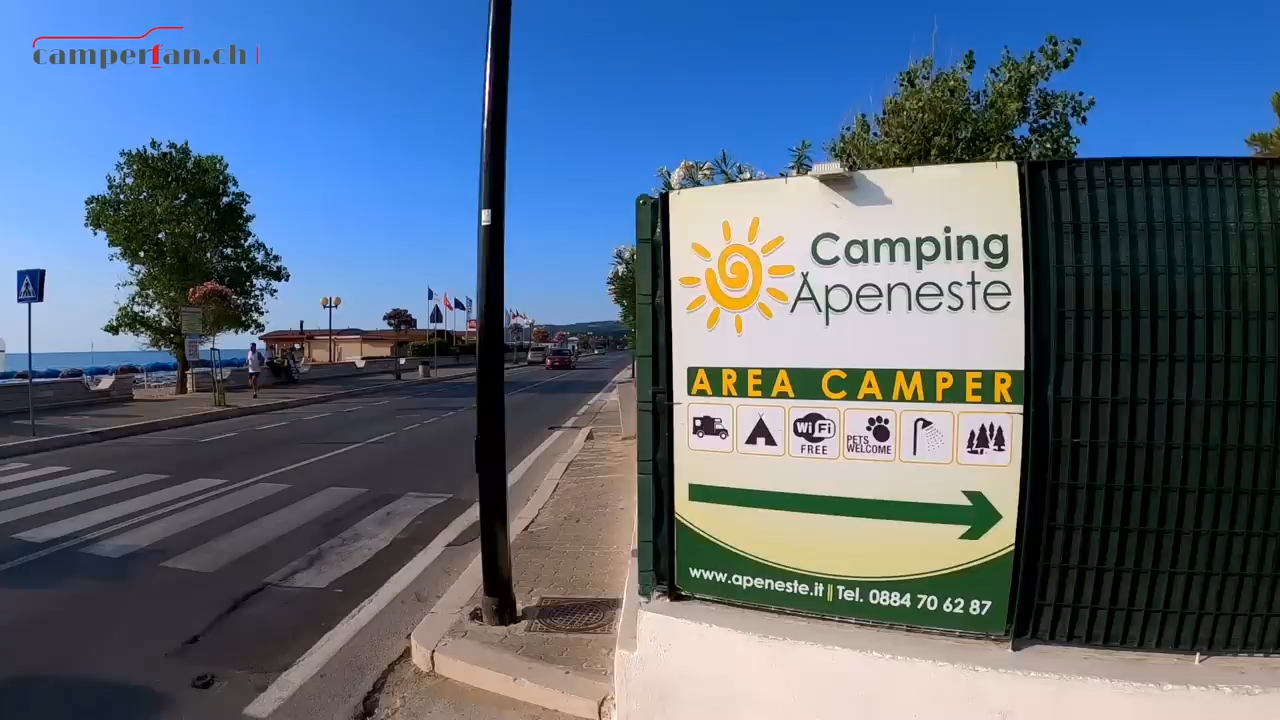 camperfan.ch
Camping
Apeneste
AREA CAMPER
WiFi
FREE
PETS
WELCOME
www.apeneste.it || Tel. 0884 70 62 87